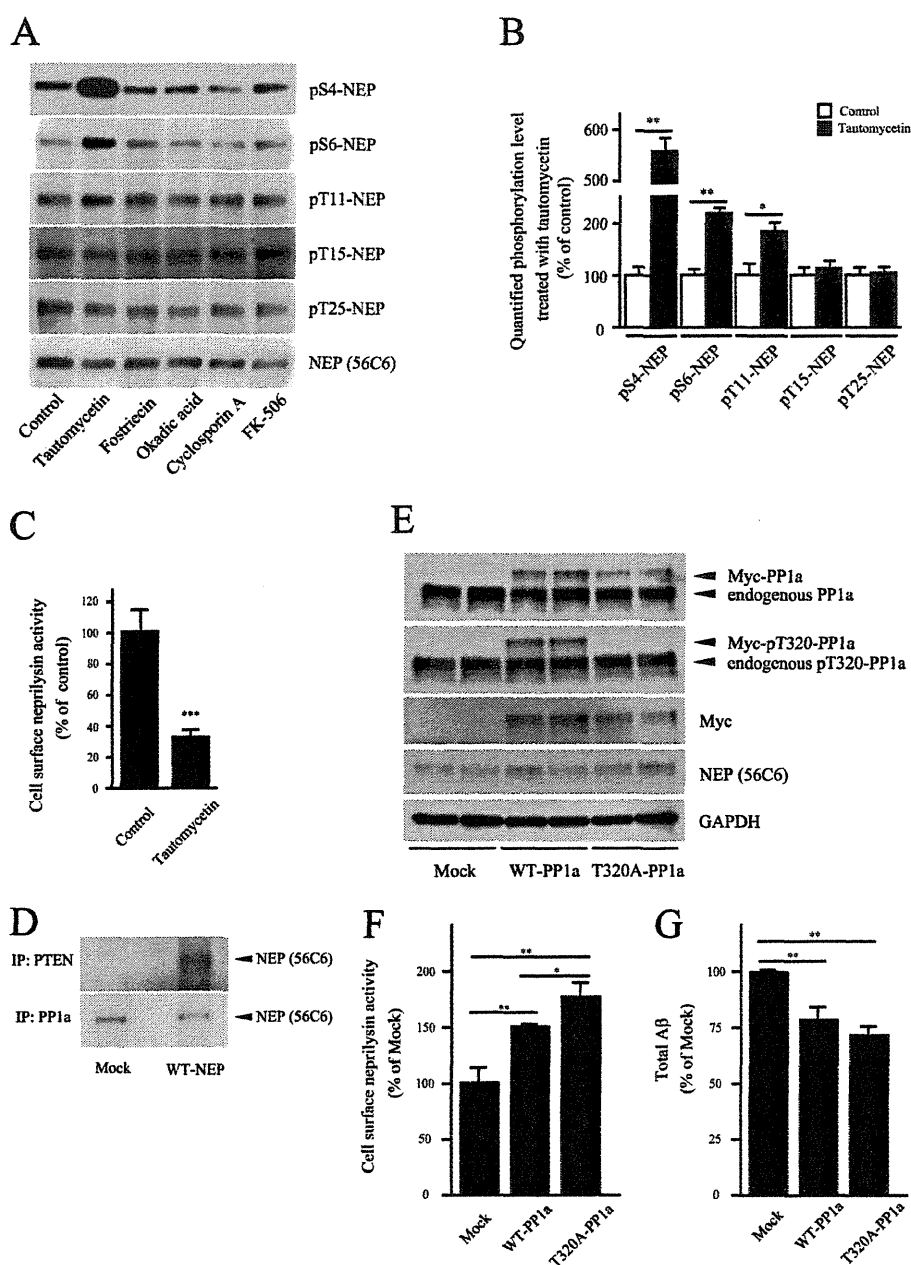 A
pS4-NEP
pS6-NEP
pT11-NEP
pT15-NEP
pT25-NEP
NEP (56C6)
Control
Tautomycetin
Fostriecin
Okadic acid
Cyclosporin A
FK-506
B
Quantified phosphorylation level
treated with tautomycetin
(% of control)
600
500
200
100
0
Control
Tautomycetin
**
**
*
pS4-NEP
pS6-NEP
pT11-NEP
pT15-NEP
pT25-NEP
C
Cell surface neprilysin activity
(% of control)
120
100
80
60
40
20
0
***
Control
Tautomycetin
E
Myc-PP1a
endogenous PP1a
Myc-pT320-PP1a
endogenous pT320-PP1a
Myc
NEP (56C6)
GAPDH
Mock
WT-PP1a
T320A-PP1a
D
IP: PTEN
NEP (56C6)
IP: PP1a
NEP (56C6)
Mock
WT-NEP
F
Cell surface neprilysin activity
(% of Mock)
200
150
100
50
0
**
*
**
Mock
WT-PP1a
T320A-PP1a
G
Total Aβ
(% of Mock)
100
75
50
25
0
**
**
Mock
WT-PP1a
T320A-PP1a